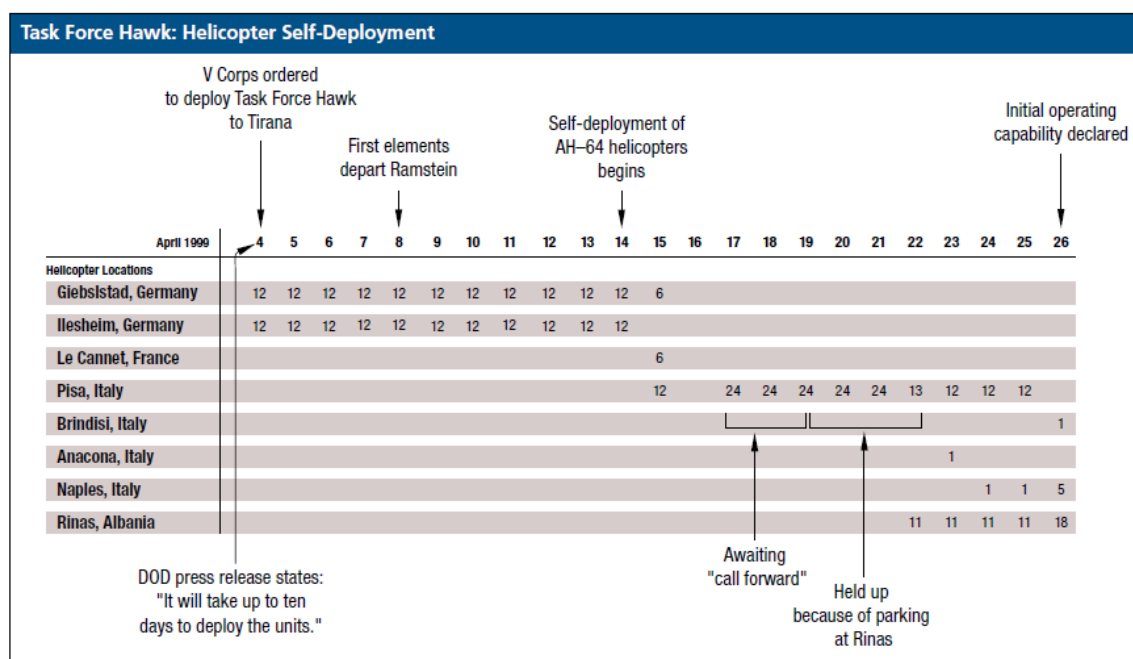 Task Force Hawk: Helicopter Self-Deployment
V Corps ordered
to deploy Task Force Hawk
to Tirana
First elements
depart Ramstein
Self-deployment of
AH–64 helicopters
begins
Initial operating
capability declared
April 1999 4 5 6 7 8 9 10 11 12 13 14 15 16 17 18 19 20 21 22 23 24 25 26
Helicopter Locations
Giebslstad, Germany 12 12 12 12 12 12 12 12 12 12 12 6
Ilesheim, Germany 12 12 12 12 12 12 12 12 12 12 12
Le Cannet, France 6
Pisa, Italy 12 24 24 24 24 24 13 12 12 12
Brindisi, Italy 1
Anacona, Italy 1
Naples, Italy 1 1 5
Rinas, Albania 11 11 11 11 18
DOD press release states:
"It will take up to ten
days to deploy the units."
Awaiting
"call forward"
Held up
because of parking
at Rinas